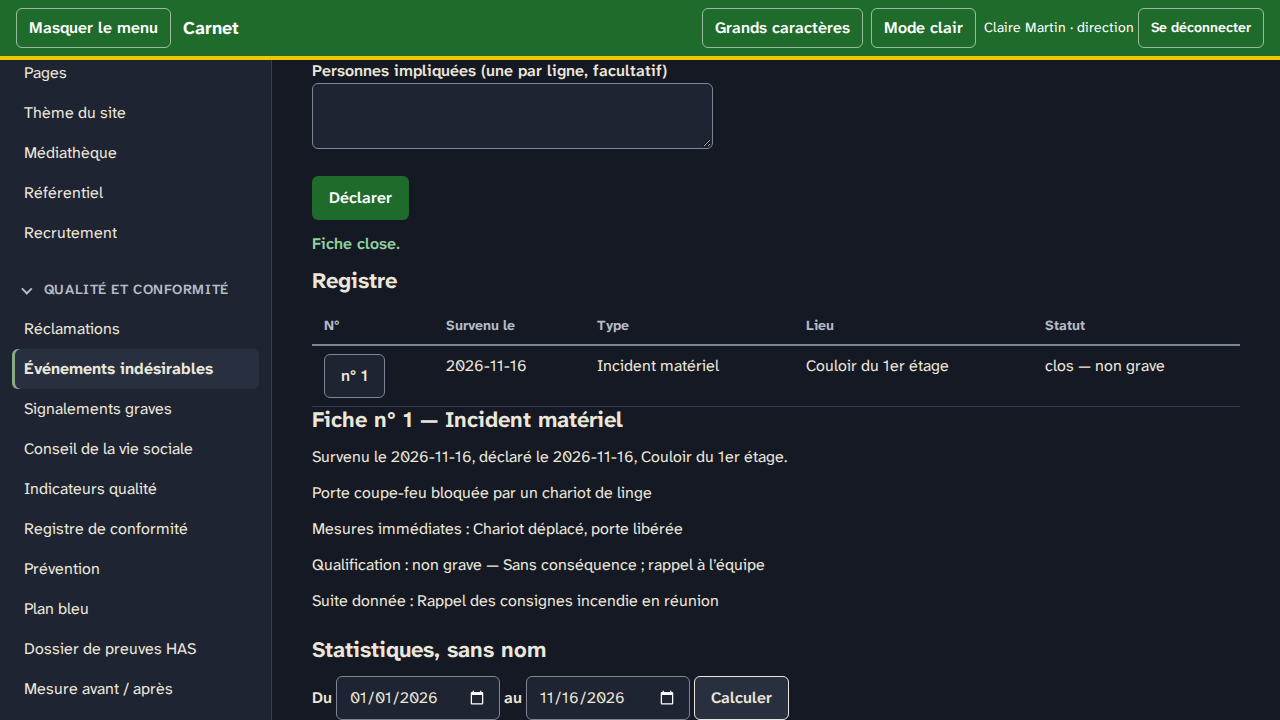 Masquer le menu
Carnet
Grands caractères
Mode clair
Claire Martin · direction
Se déconnecter
Pages
Thème du site
Médiathèque
Référentiel
Recrutement
QUALITÉ ET CONFORMITÉ
Réclamations
Événements indésirables
Signalements graves
Conseil de la vie sociale
Indicateurs qualité
Registre de conformité
Prévention
Plan bleu
Dossier de preuves HAS
Mesure avant / après
Personnes impliquées (une par ligne, facultatif)
Déclarer
Fiche close.
Registre
N° Survenu le Type Lieu Statut
n° 1 2026-11-16 Incident matériel Couloir du 1er étage clos — non grave
Fiche n° 1 — Incident matériel
Survenu le 2026-11-16, déclaré le 2026-11-16, Couloir du 1er étage.
Porte coupe-feu bloquée par un chariot de linge
Mesures immédiates : Chariot déplacé, porte libérée
Qualification : non grave — Sans conséquence ; rappel à l’équipe
Suite donnée : Rappel des consignes incendie en réunion
Statistiques, sans nom
Du 01/01/2026 au 11/16/2026 Calculer